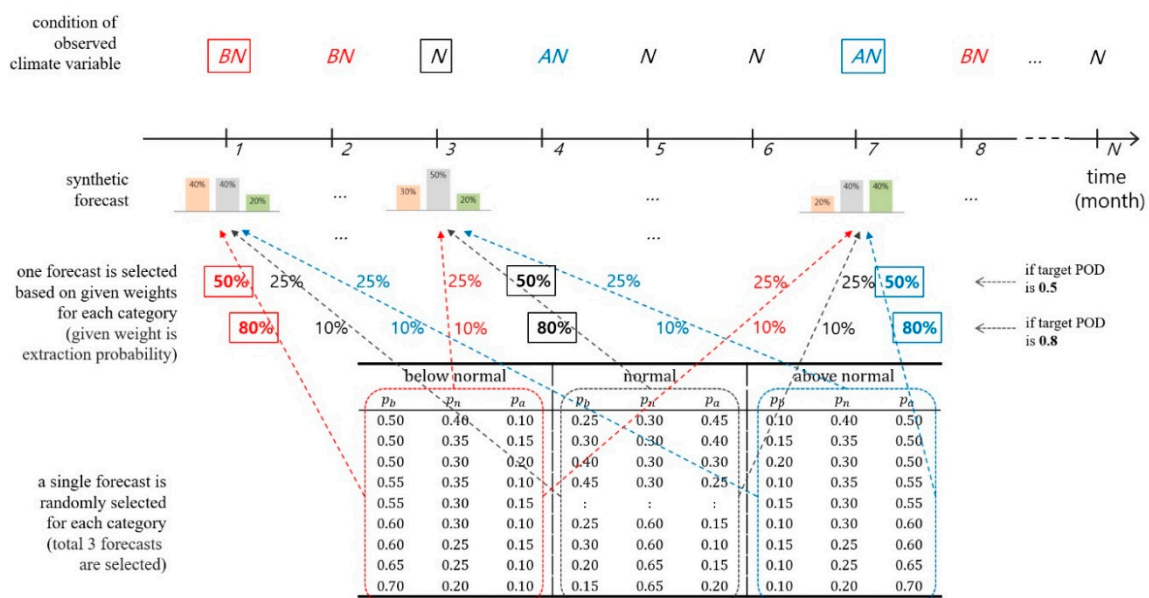 condition of
observed
climate variable
BN BN N AN N N AN BN ... N
1 2 3 4 5 6 7 8 N
time
(month)
synthetic
forecast
40% 40% 20% ... 30% 50% 20% ... 20% 40% 40% ...
... ...
one forecast is selected
based on given weights
for each category
(given weight is
extraction probability)
50% 25% 25% 25% 50% 25% 25% 25% 50%
if target POD
is 0.5
80% 10% 10% 10% 80% 10% 10% 10% 80%
if target POD
is 0.8
below normal normal above normal
pb pn pa pb pn pa pb pn pa
0.50 0.40 0.10 0.25 0.30 0.45 0.10 0.40 0.50
0.50 0.35 0.15 0.30 0.30 0.40 0.15 0.35 0.50
0.50 0.30 0.20 0.40 0.30 0.30 0.20 0.30 0.50
0.55 0.35 0.10 0.45 0.30 0.25 0.10 0.35 0.55
0.55 0.30 0.15 : : : 0.15 0.30 0.55
0.60 0.30 0.10 0.25 0.60 0.15 0.10 0.30 0.60
0.60 0.25 0.15 0.30 0.60 0.10 0.15 0.25 0.60
0.65 0.25 0.10 0.20 0.65 0.15 0.10 0.25 0.65
0.70 0.20 0.10 0.15 0.65 0.20 0.10 0.20 0.70
a single forecast is
randomly selected
for each category
(total 3 forecasts
are selected)